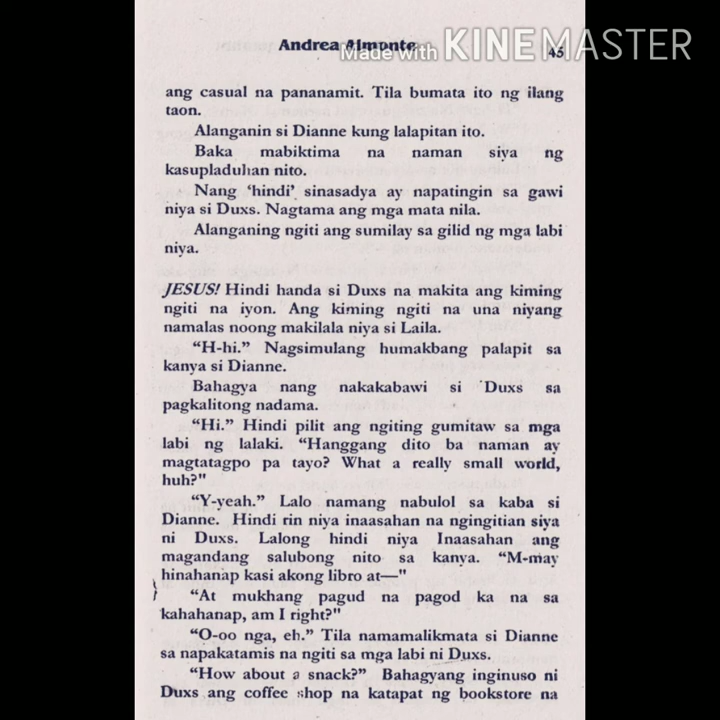 Andrea Almonte
Made with KINEMASTER
45
ang casual na pananamit. Tila bumata ito ng ilang
taon.
Alanganin si Dianne kung lalapitan ito.
Baka mabiktima na naman siya ng
kasupladuhan nito.
Nang ‘hindi’ sinasadya ay napatingin sa gawi
niya si Duxs. Nagtama ang mga mata nila.
Alanganing ngiti ang sumilay sa gilid ng mga labi
niya.
JESUS! Hindi handa si Duxs na makita ang kiming
ngiti na iyon. Ang kiming ngiti na una niyang
namalas noong makilala niya si Laila.
“H-hi.” Nagsimulang humakbang palapit sa
kanya si Dianne.
Bahagya nang nakakabawi si Duxs sa
pagkalitong nadama.
“Hi.” Hindi pilit ang ngiting gumitaw sa mga
labi ng lalaki. “Hanggang dito ba naman ay
magtatagpo pa tayo? What a really small world,
huh?"
“Y-yeah.” Lalo namang nabulol sa kaba si
Dianne. Hindi rin niya inaasahan na ngingitian siya
ni Duxs. Lalong hindi niya Inaasahan ang
magandang salubong nito sa kanya. “M-may
hinahanap kasi akong libro at—"
“At mukhang pagud na pagod ka na sa
kahahanap, am I right?"
“O-oo nga, eh.” Tila namamalikmata si Dianne
sa napakatamis na ngiti sa mga labi ni Duxs.
“How about a snack?” Bahagyang inginuso ni
Duxs ang coffee shop na katapat ng bookstore na